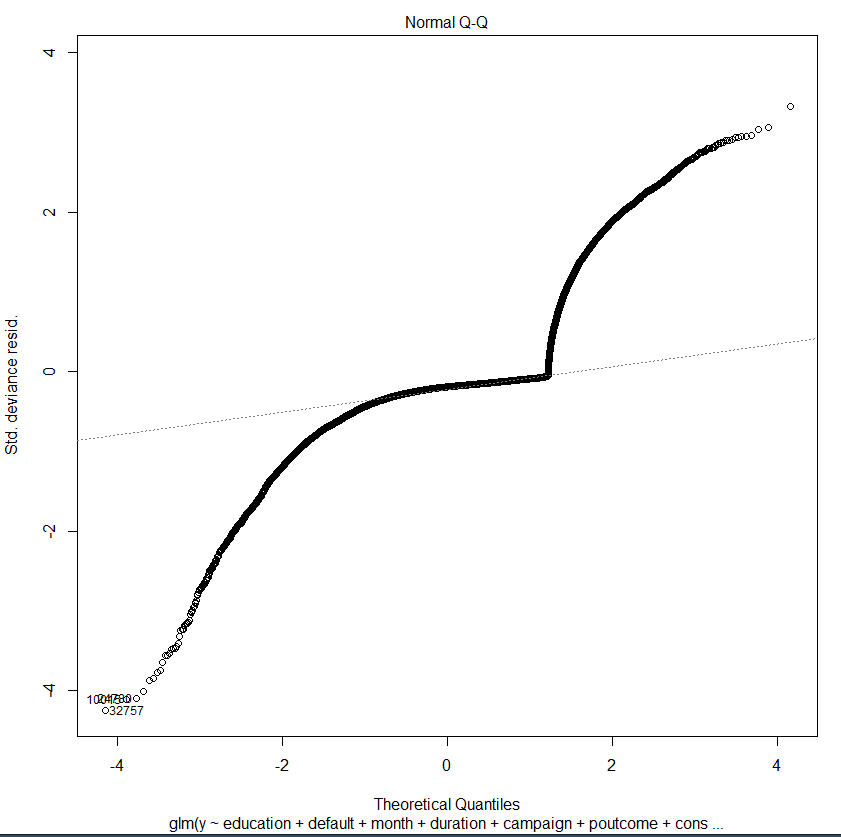 Normal Q-Q
4
2
0
-2
-4
Std. deviance resid.
32757
-4
-2
0
2
4
Theoretical Quantiles
glm(y ~ education + default + month + duration + campaign + poutcome + cons ...